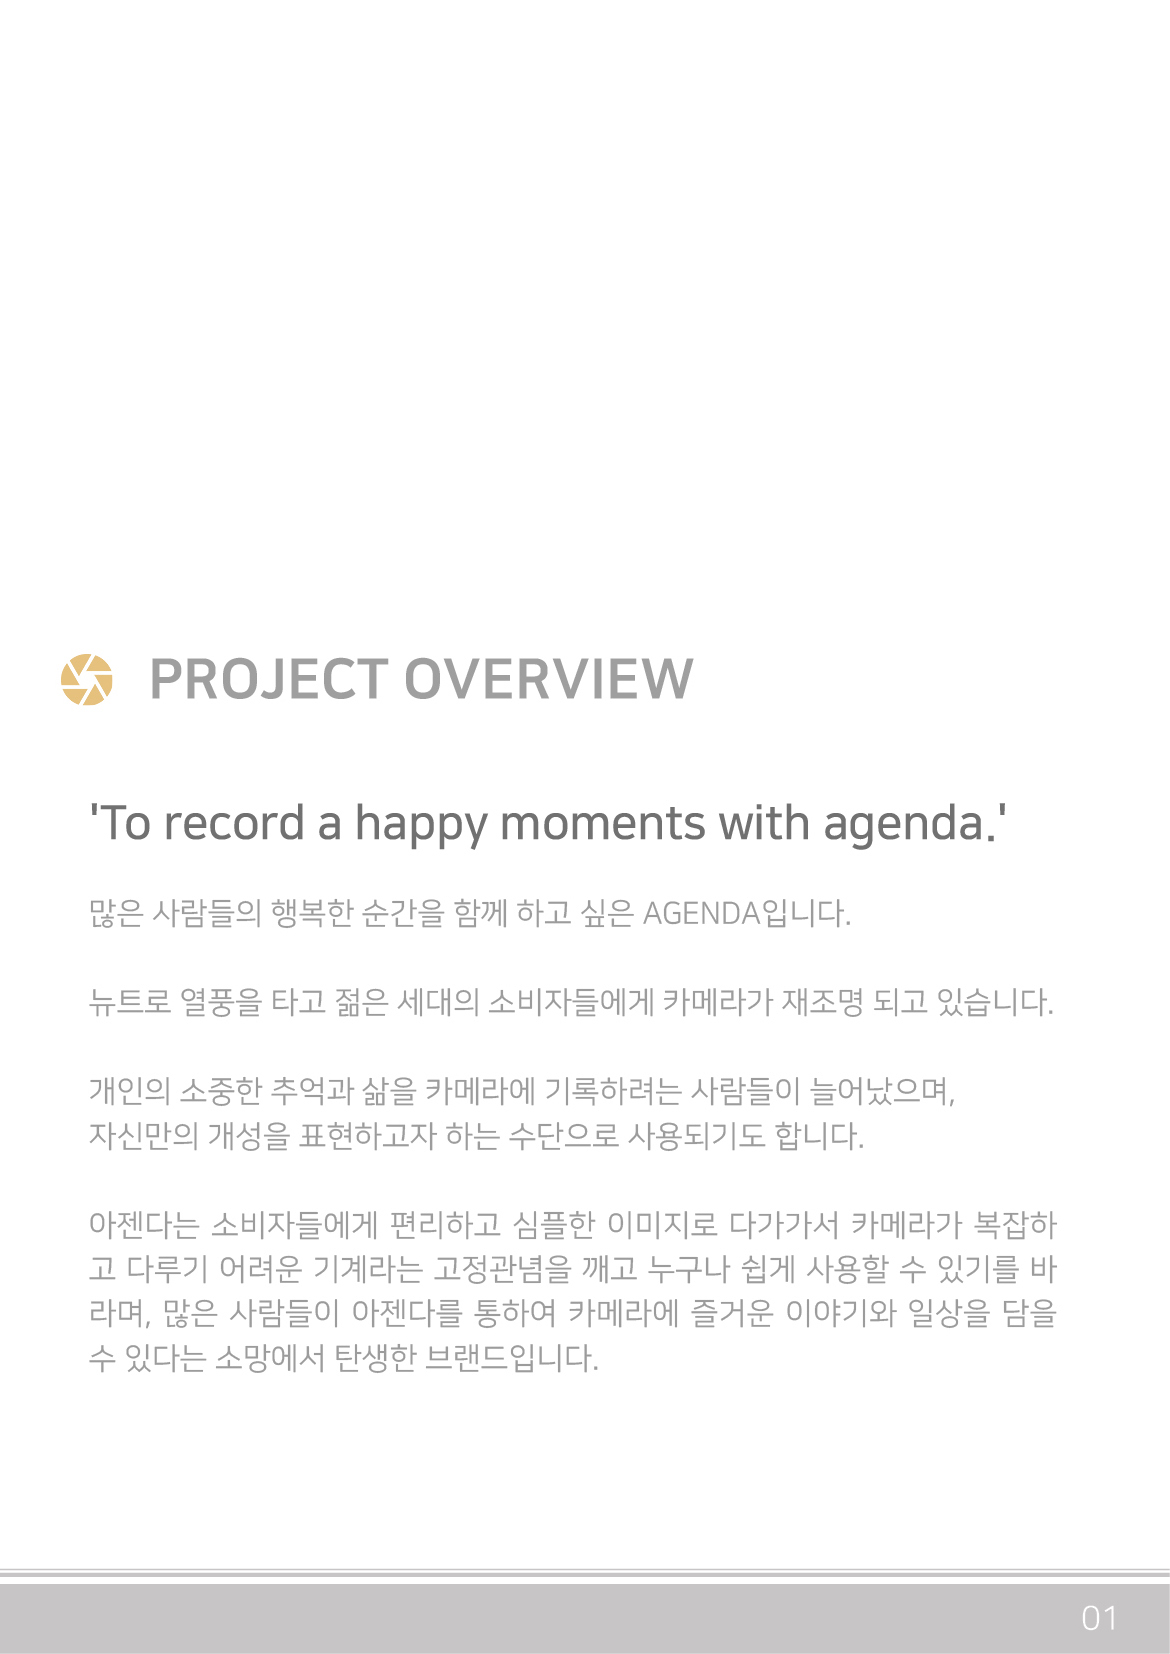 PROJECT OVERVIEW
'To record a happy moments with agenda.'
많은 사람들의 행복한 순간을 함께 하고 싶은 AGENDA입니다.
뉴트로 열풍을 타고 젊은 세대의 소비자들에게 카메라가 재조명 되고 있습니다.
개인의 소중한 추억과 삶을 카메라에 기록하려는 사람들이 늘어났으며,
자신만의 개성을 표현하고자 하는 수단으로 사용되기도 합니다.
아젠다는 소비자들에게 편리하고 심플한 이미지로 다가가서 카메라가 복잡하
고 다루기 어려운 기계라는 고정관념을 깨고 누구나 쉽게 사용할 수 있기를 바
라며, 많은 사람들이 아젠다를 통하여 카메라에 즐거운 이야기와 일상을 담을
수 있다는 소망에서 탄생한 브랜드입니다.
01